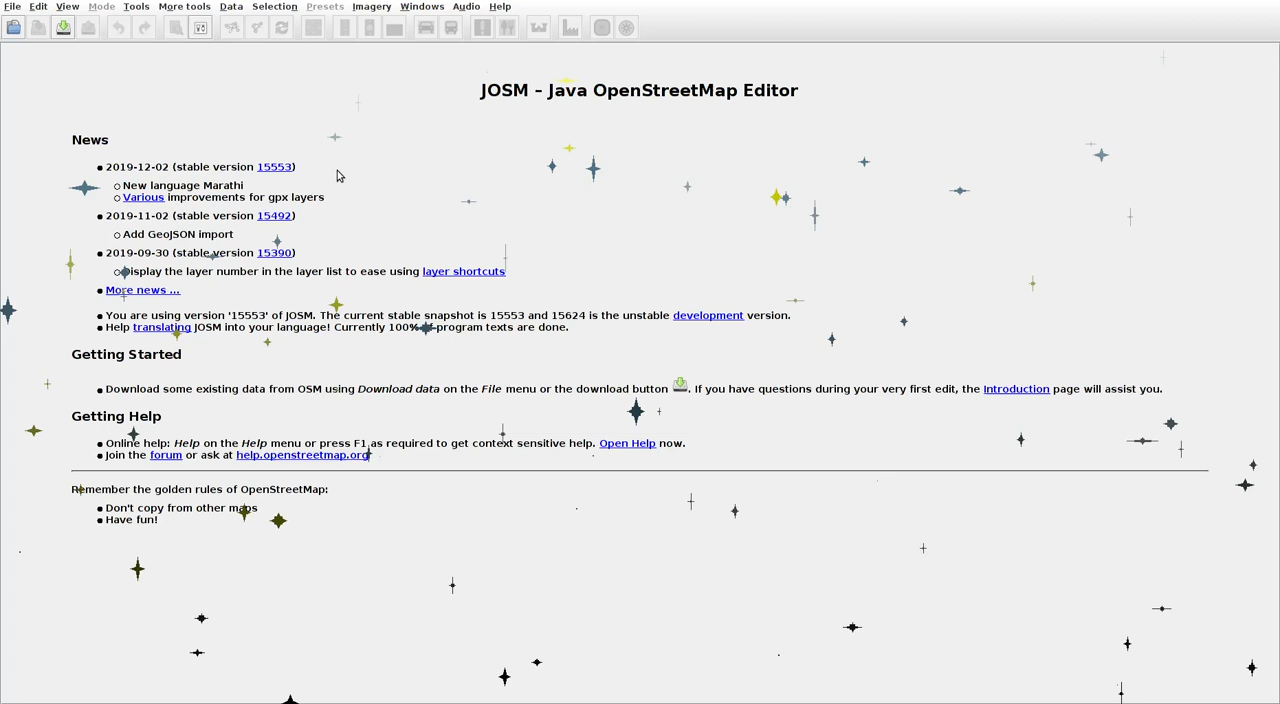 File Edit View Mode Tools More tools Data Selection Presets Imagery Windows Audio Help
JOSM – Java OpenStreetMap Editor
News
2019-12-02 (stable version 15553)
New language Marathi
Various improvements for gpx layers
2019-11-02 (stable version 15492)
Add GeoJSON import
2019-09-30 (stable version 15390)
Display the layer number in the layer list to ease using layer shortcuts
More news ...
You are using version '15553' of JOSM. The current stable snapshot is 15553 and 15624 is the unstable development version.
Help translating JOSM into your language! Currently 100% of program texts are done.
Getting Started
Download some existing data from OSM using Download data on the File menu or the download button . If you have questions during your very first edit, the Introduction page will assist you.
Getting Help
Online help: Help on the Help menu or press F1 as required to get context sensitive help. Open Help now.
Join the forum or ask at help.openstreetmap.org
Remember the golden rules of OpenStreetMap:
Don't copy from other maps
Have fun!